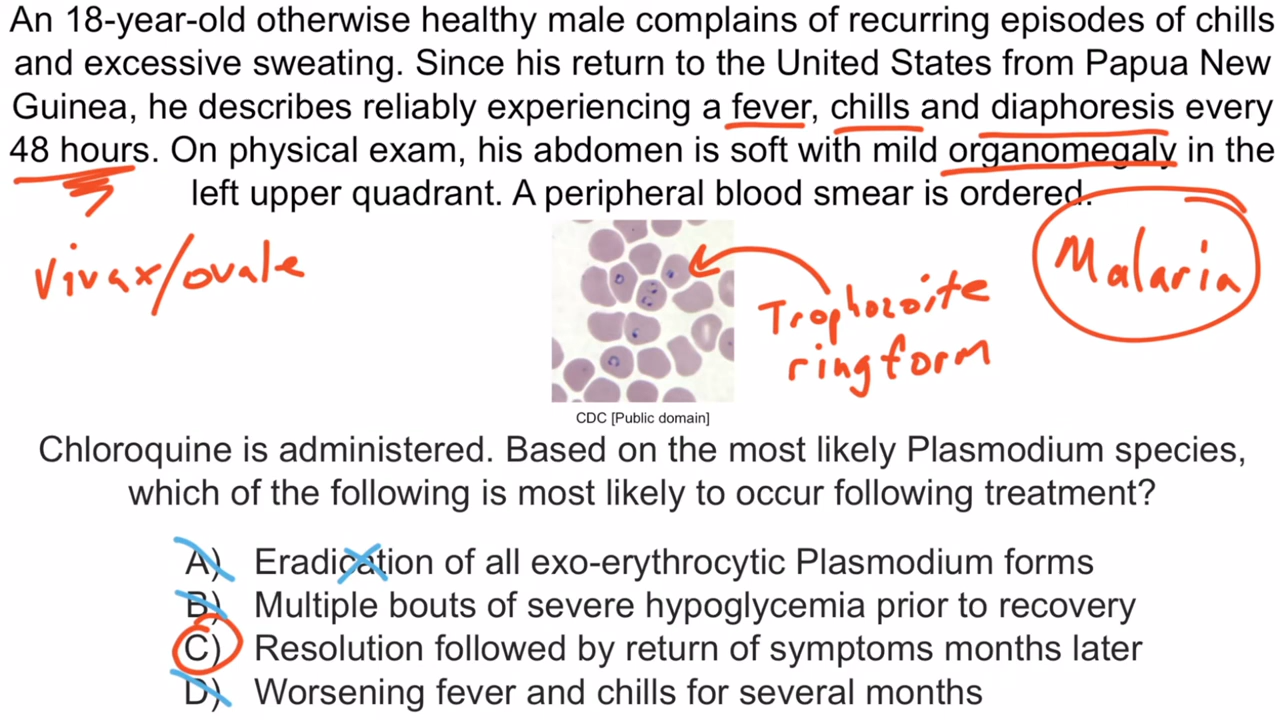 An 18-year-old otherwise healthy male complains of recurring episodes of chills
and excessive sweating. Since his return to the United States from Papua New
Guinea, he describes reliably experiencing a fever, chills and diaphoresis every
48 hours. On physical exam, his abdomen is soft with mild organomegaly in the
left upper quadrant. A peripheral blood smear is ordered.
Vivax/ovale
Malaria
Trophozoite
ring form
CDC [Public domain]
Chloroquine is administered. Based on the most likely Plasmodium species,
which of the following is most likely to occur following treatment?
A) Eradication of all exo-erythrocytic Plasmodium forms
B) Multiple bouts of severe hypoglycemia prior to recovery
C) Resolution followed by return of symptoms months later
D) Worsening fever and chills for several months